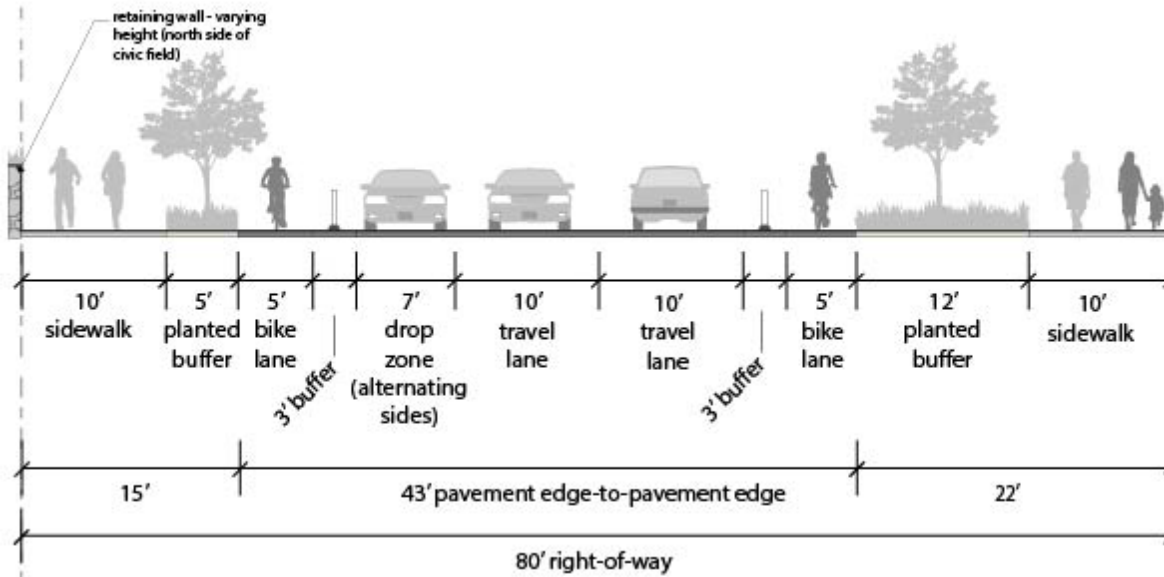 retaining wall - varying
height (north side of
civic field)
10'
sidewalk
5'
planted
buffer
5'
bike
lane
3' buffer
7'
drop
zone
(alternating
sides)
10'
travel
lane
10'
travel
lane
3' buffer
5'
bike
lane
12'
planted
buffer
10'
sidewalk
15'
43' pavement edge-to-pavement edge
22'
80' right-of-way